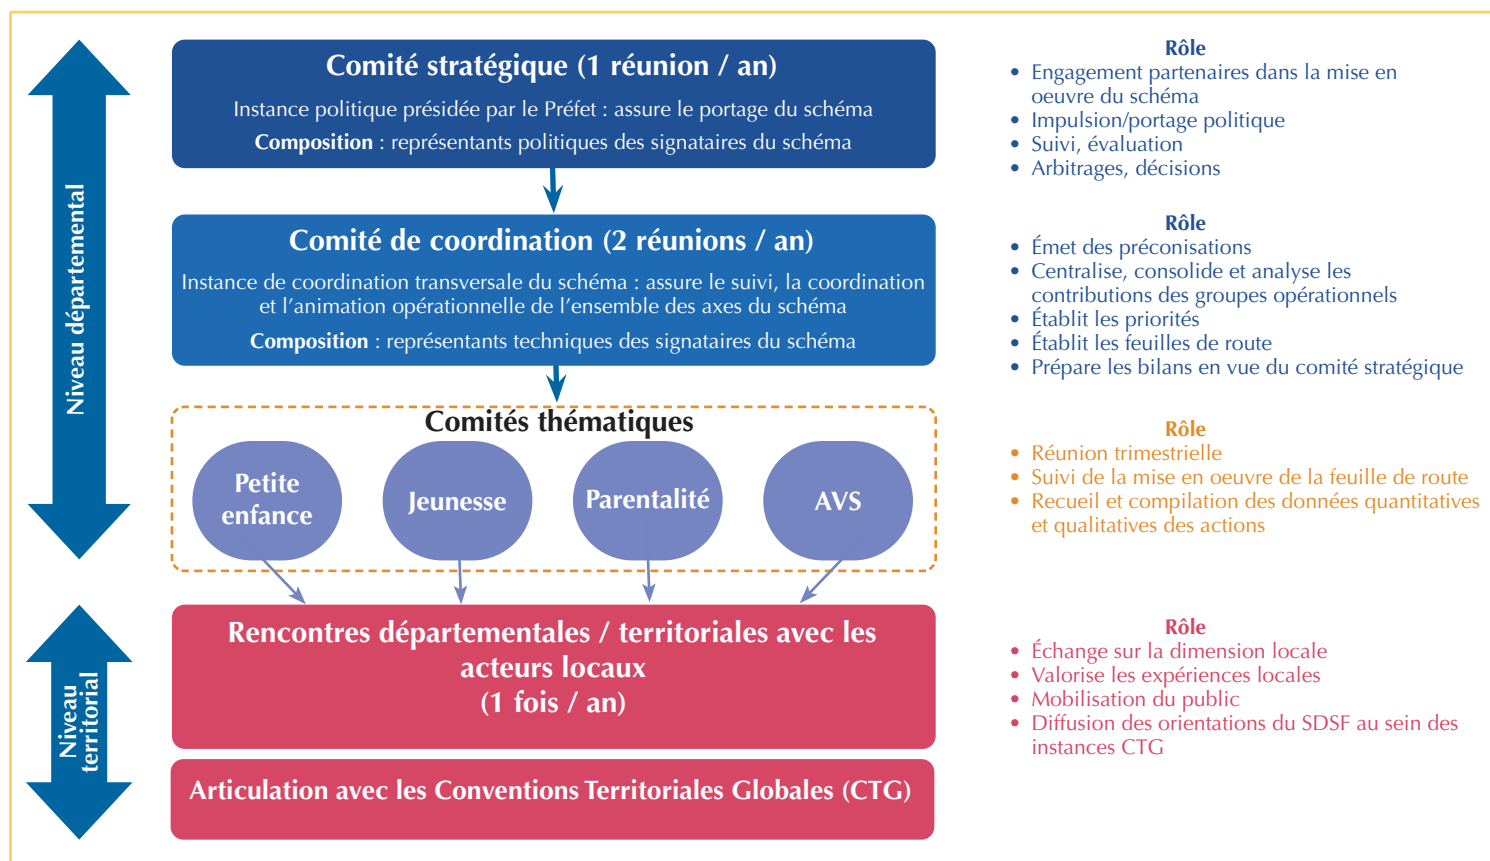 Niveau départemental
Comité stratégique (1 réunion / an)
Instance politique présidée par le Préfet : assure le portage du schéma
Composition : représentants politiques des signataires du schéma
Rôle
• Engagement partenaires dans la mise en
oeuvre du schéma
• Impulsion/portage politique
• Suivi, évaluation
• Arbitrages, décisions
Comité de coordination (2 réunions / an)
Instance de coordination transversale du schéma : assure le suivi, la coordination
et l’animation opérationnelle de l’ensemble des axes du schéma
Composition : représentants techniques des signataires du schéma
Rôle
• Émet des préconisations
• Centralise, consolide et analyse les
contributions des groupes opérationnels
• Établit les priorités
• Établit les feuilles de route
• Prépare les bilans en vue du comité stratégique
Comités thématiques
Petite
enfance
Jeunesse
Parentalité
AVS
Rôle
• Réunion trimestrielle
• Suivi de la mise en oeuvre de la feuille de route
• Recueil et compilation des données quantitatives
et qualitatives des actions
Niveau
territorial
Rencontres départementales / territoriales avec les
acteurs locaux
(1 fois / an)
Rôle
• Échange sur la dimension locale
• Valorise les expériences locales
• Mobilisation du public
• Diffusion des orientations du SDSF au sein des
instances CTG
Articulation avec les Conventions Territoriales Globales (CTG)